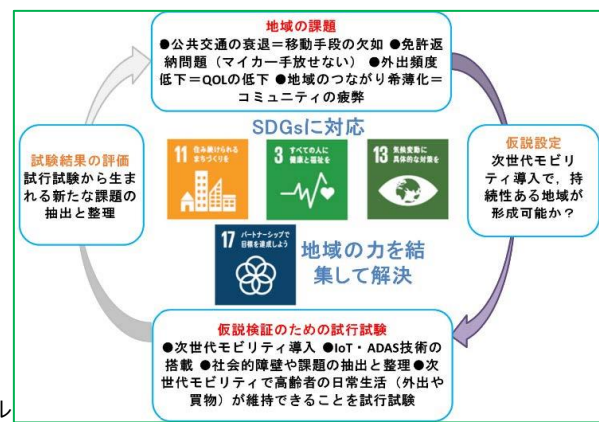 地域の課題
●公共交通の衰退=移動手段の欠如 ●免許返
納問題（マイカー手放せない） ●外出頻度
低下=QOLの低下 ●地域のつながり希薄化=
コミュニティの疲弊
SDGsに対応
11 住み続けられる
まちづくりを
3 すべての人に
健康と福祉を
13 気候変動に
具体的な対策を
試験結果の評価
試行試験から生ま
れる新たな課題の
抽出と整理
仮説設定
次世代モビリ
ティ導入で，持
続性ある地域が
形成可能か？
17 パートナーシップで
目標を達成しよう
地域の力を結
集して解決
仮説検証のための試行試験
●次世代モビリティ導入 ●IoT・ADAS技術の
搭載 ●社会的障壁や課題の抽出と整理●次
世代モビリティで高齢者の日常生活（外出や
買物）が維持できることを試行試験
ル